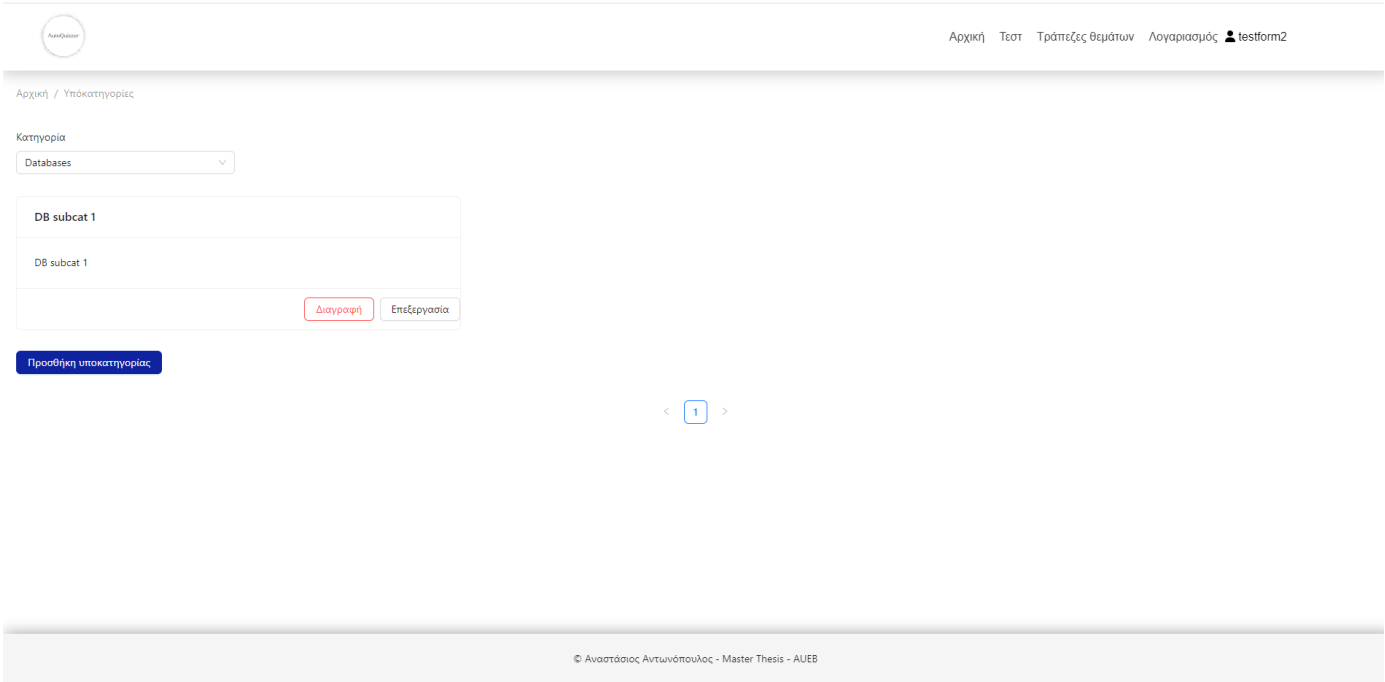 AutoQuizzer
Αρχική Τεστ Τράπεζες θεμάτων Λογαριασμός testform2
Αρχική / Υπόκατηγορίες
Κατηγορία
Databases
DB subcat 1
DB subcat 1
Διαγραφή Επεξεργασία
Προσθήκη υποκατηγορίας
< 1 >
© Αναστάσιος Αντωνόπουλος - Master Thesis - AUEB